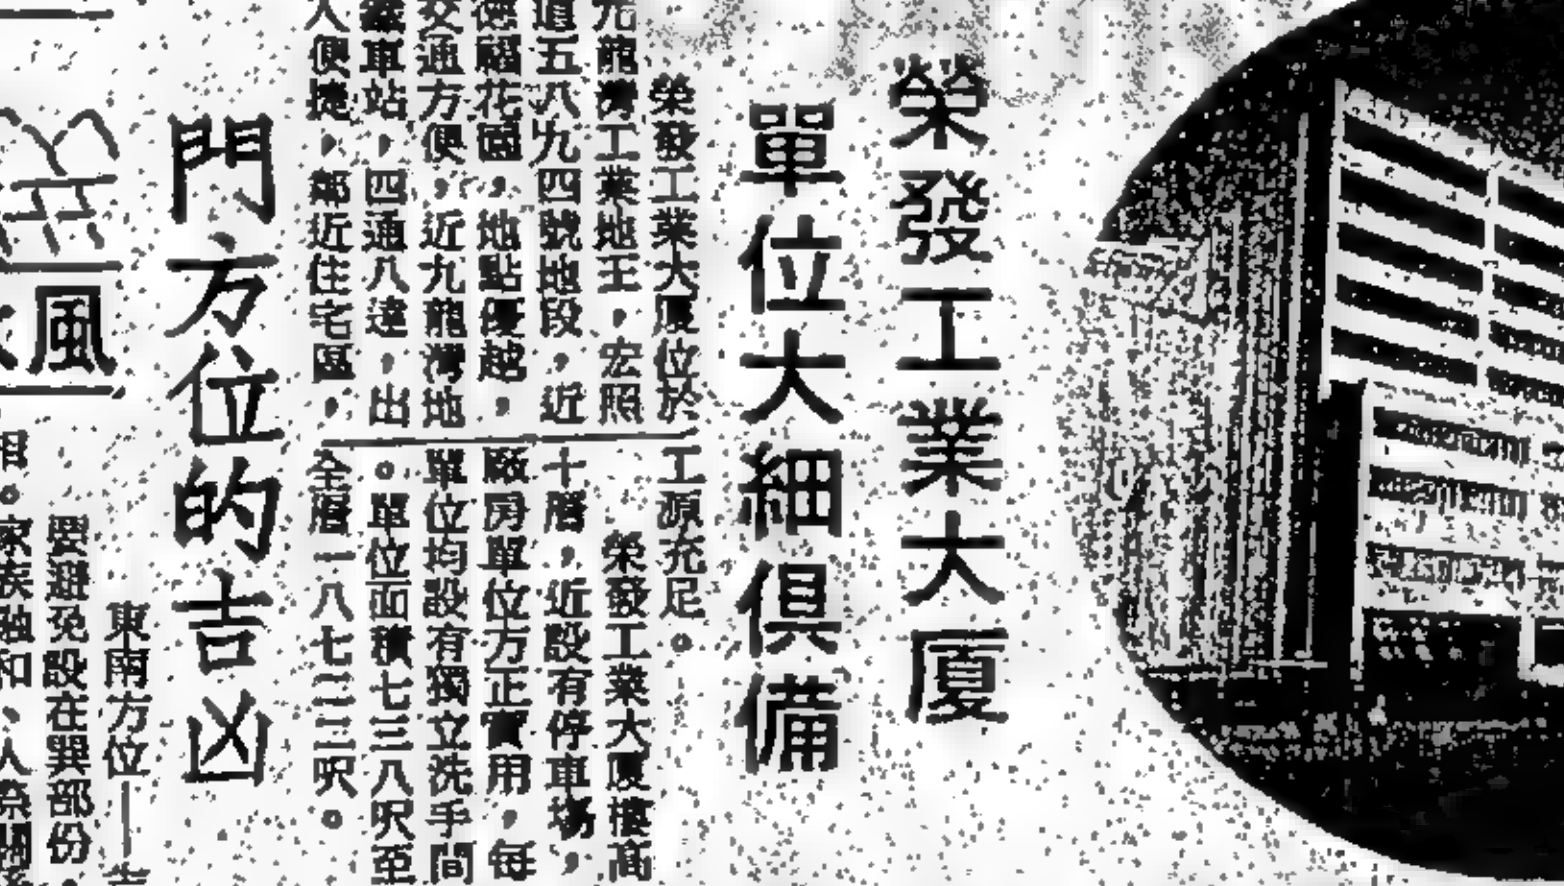 榮發工業大廈
單位大細俱備
榮發工業大廈位於
九龍灣工業地王,宏照
道五八九四號地段,近
德福花園,地點優越,
交通方便,近九龍灣地
鐵車站,四通八達,出
入便捷,鄰近住宅區,
工源充足。
榮發工業大廈樓高
十層,近設有停車場,
廠房單位方正實用,每
單位均設有獨立洗手間
。單位面積七三八呎至
全層一八七二三呎。
門方位的吉凶
東南方位—吉
要避免設在巽部份,
家族融和、人
相。
風